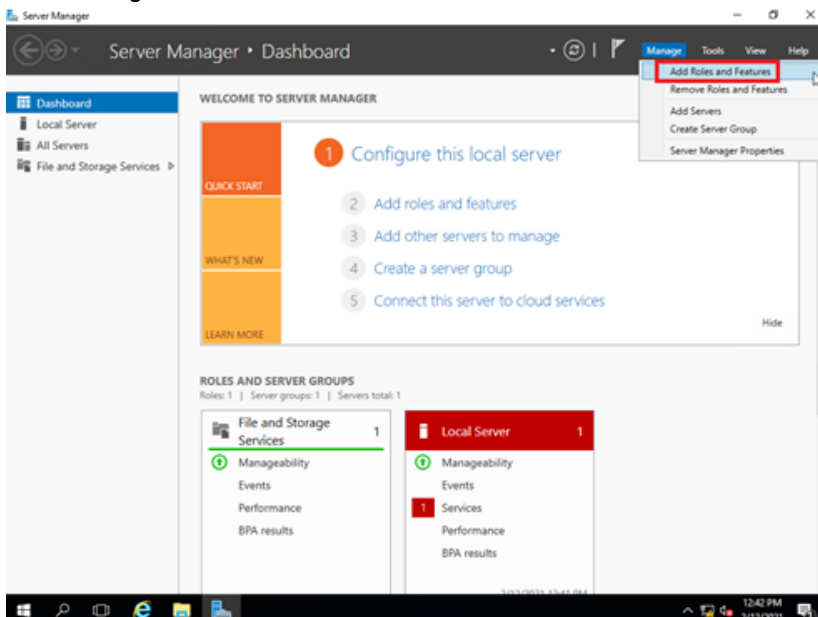 Server Manager
Server Manager • Dashboard
Manage Tools View Help
Add Roles and Features
Remove Roles and Features
Add Servers
Create Server Group
Server Manager Properties
Dashboard
Local Server
All Servers
File and Storage Services
WELCOME TO SERVER MANAGER
QUICK START
WHAT'S NEW
LEARN MORE
1 Configure this local server
2 Add roles and features
3 Add other servers to manage
4 Create a server group
5 Connect this server to cloud services
Hide
ROLES AND SERVER GROUPS
Roles: 1 | Server groups: 1 | Servers total: 1
File and Storage
Services
1
Manageability
Events
Performance
BPA results
Local Server 1
Manageability
Events
1 Services
Performance
BPA results
12:42 PM